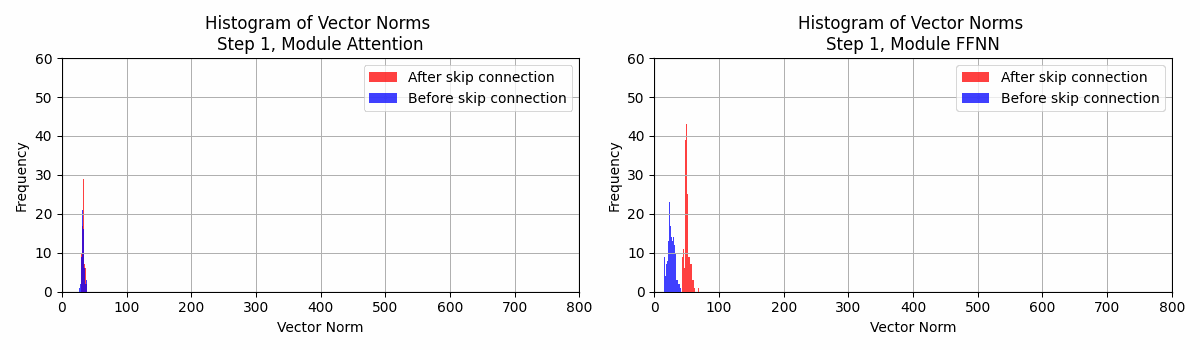 Histogram of Vector Norms
Step 1, Module Attention
60
50
40
30
20
10
0
Frequency
0 100 200 300 400 500 600 700 800
Vector Norm
After skip connection
Before skip connection
Histogram of Vector Norms
Step 1, Module FFNN
60
50
40
30
20
10
0
Frequency
0 100 200 300 400 500 600 700 800
Vector Norm
After skip connection
Before skip connection